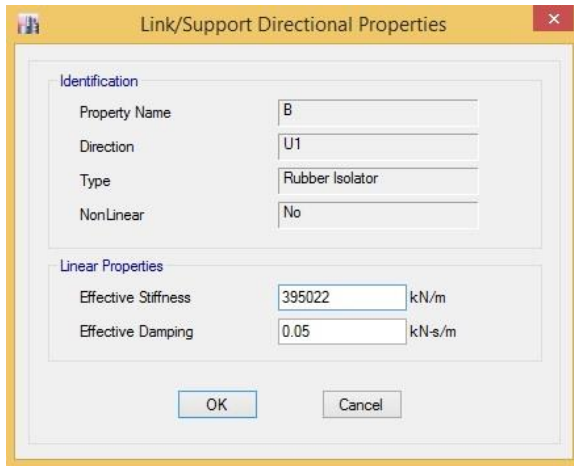 Link/Support Directional Properties
Identification
Property Name B
Direction U1
Type Rubber Isolator
NonLinear No
Linear Properties
Effective Stiffness 395022 kN/m
Effective Damping 0.05 kN-s/m
OK Cancel